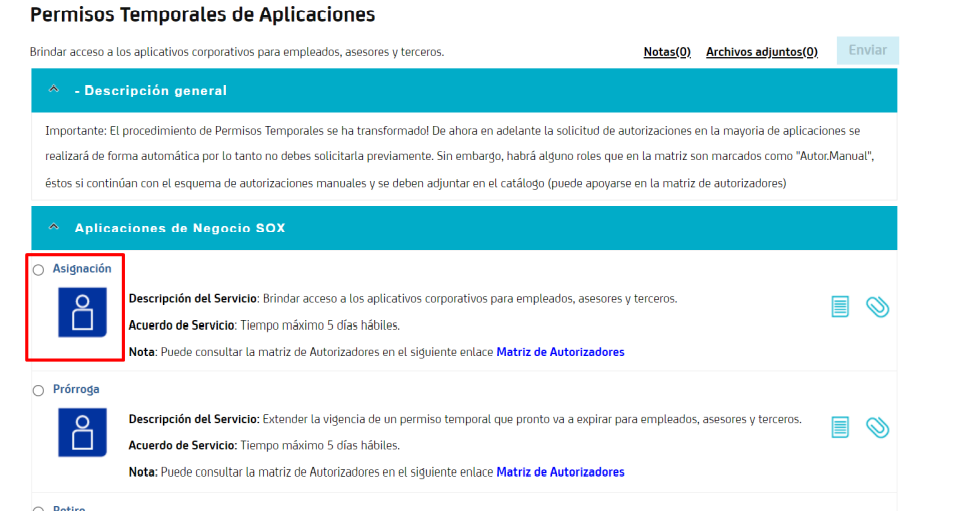 Permisos Temporales de Aplicaciones
Brindar acceso a los aplicativos corporativos para empleados, asesores y terceros.
Notas(0) Archivos adjuntos(0) Enviar
- Descripción general
Importante: El procedimiento de Permisos Temporales se ha transformado! De ahora en adelante la solicitud de autorizaciones en la mayoria de aplicaciones se
realizará de forma automática por lo tanto no debes solicitarla previamente. Sin embargo, habrá alguno roles que en la matriz son marcados como "Autor.Manual",
éstos si continúan con el esquema de autorizaciones manuales y se deben adjuntar en el catálogo (puede apoyarse en la matriz de autorizadores)
Aplicaciones de Negocio SOX
Asignación
Descripción del Servicio: Brindar acceso a los aplicativos corporativos para empleados, asesores y terceros.
Acuerdo de Servicio: Tiempo máximo 5 días hábiles.
Nota: Puede consultar la matriz de Autorizadores en el siguiente enlace Matriz de Autorizadores
Prórroga
Descripción del Servicio: Extender la vigencia de un permiso temporal que pronto va a expirar para empleados, asesores y terceros.
Acuerdo de Servicio: Tiempo máximo 5 días hábiles.
Nota: Puede consultar la matriz de Autorizadores en el siguiente enlace Matriz de Autorizadores
Retiro